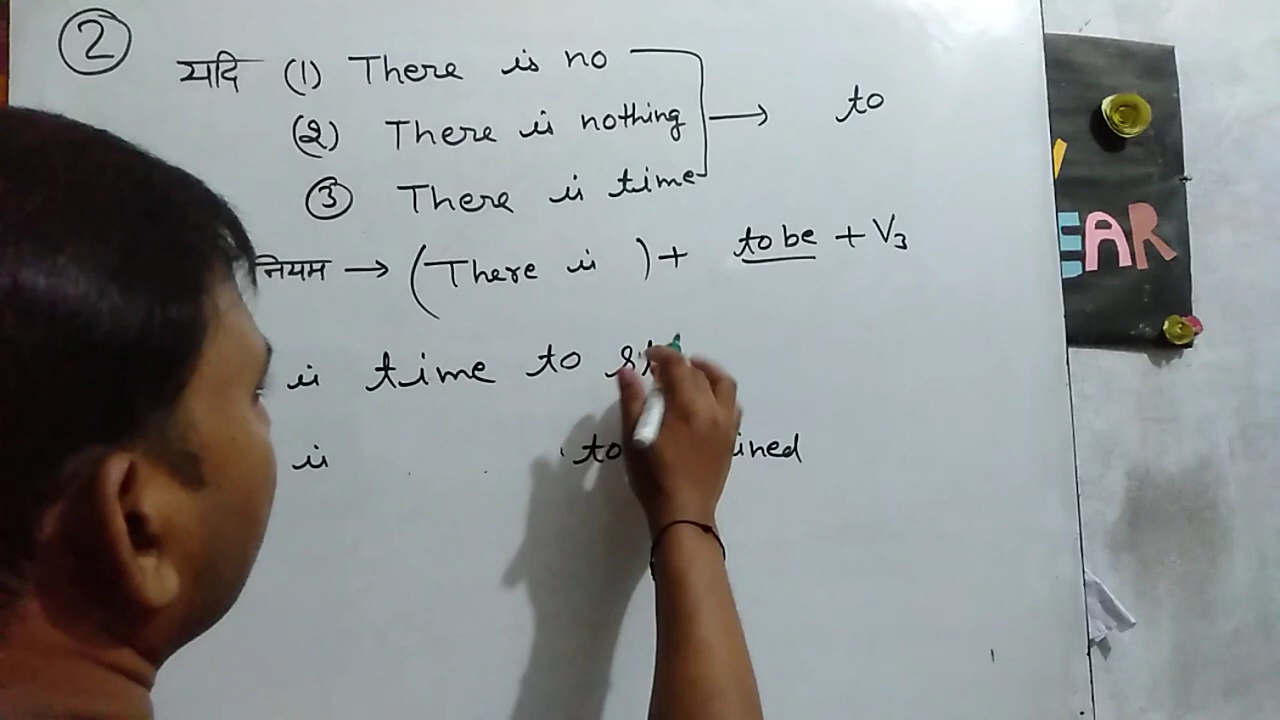 ②
यदि (1) There is no
(2) There is nothing → to
③ There is time
नियम → (There is ) + to be + V3
is time to
is to ined
EAR